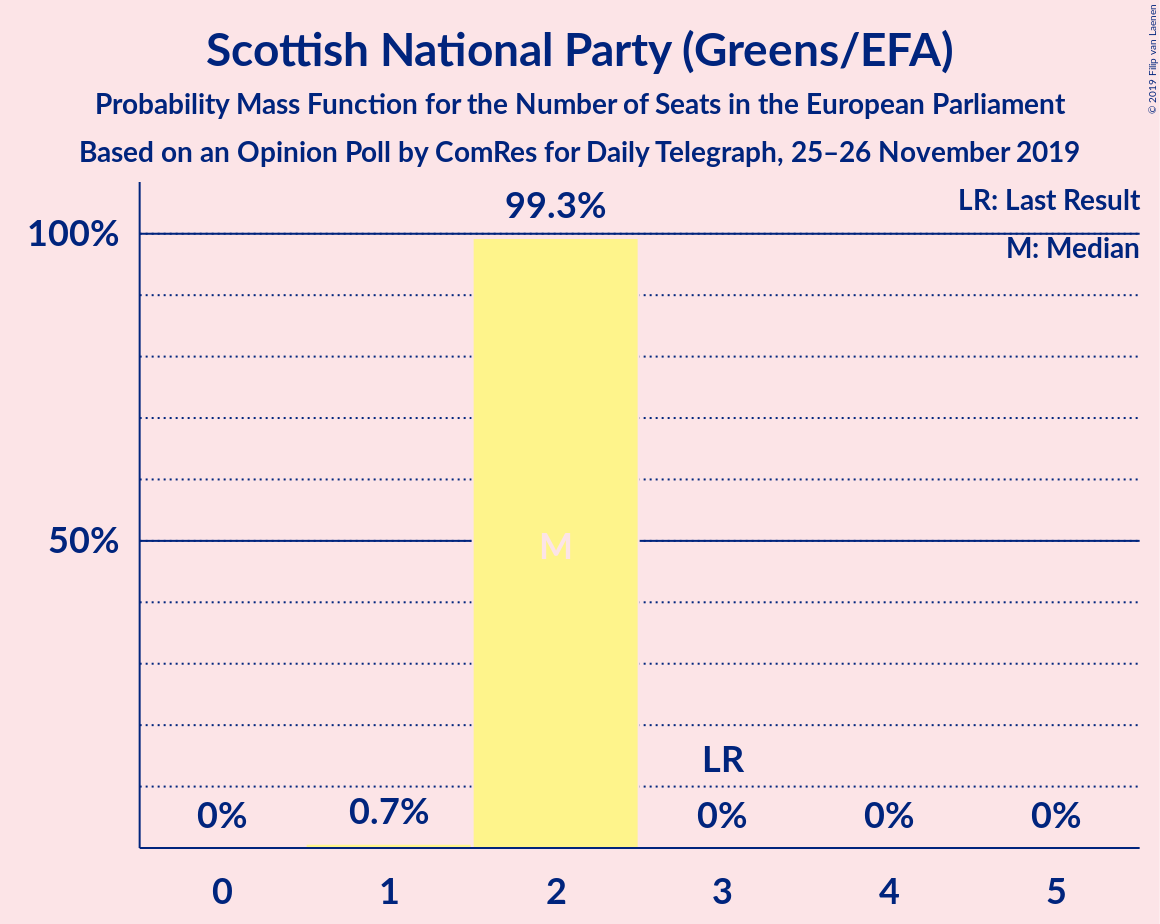 Scottish National Party (Greens/EFA)
Probability Mass Function for the Number of Seats in the European Parliament
Based on an Opinion Poll by ComRes for Daily Telegraph, 25–26 November 2019
© 2019 Filip van Laenen
LR: Last Result
M: Median
100%
50%
99.3%
M
LR
0%
0.7%
0%
0%
0%
0
1
2
3
4
5